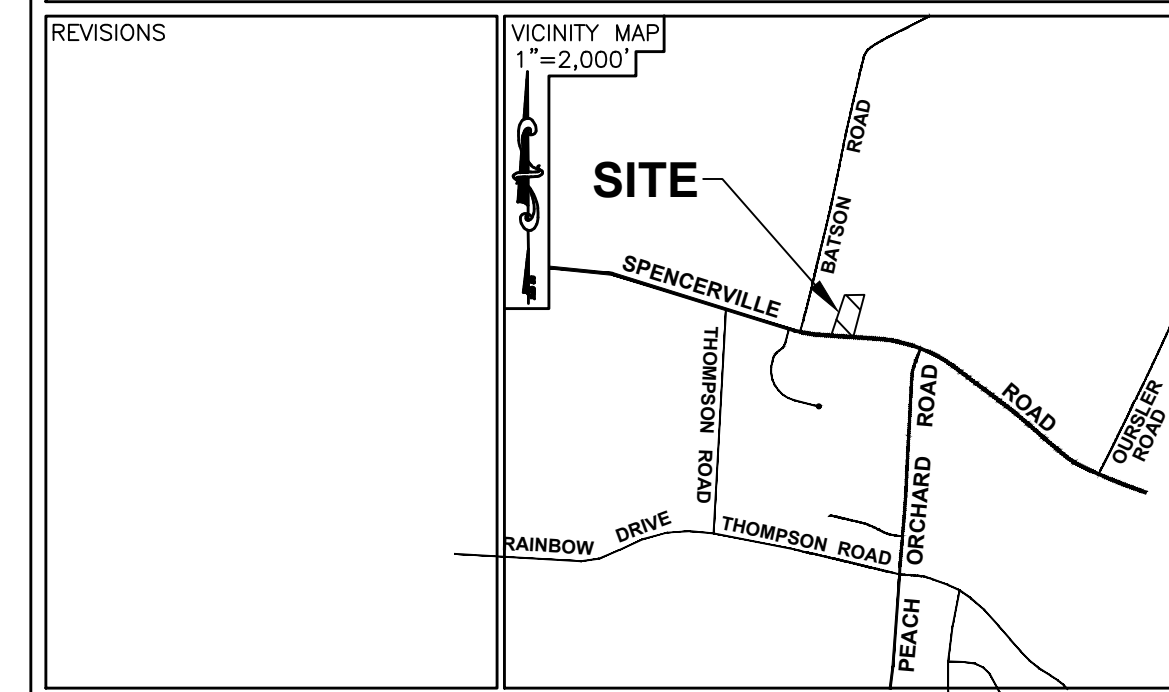 REVISIONS
VICINITY MAP
1"=2,000'
SITE
BATSON ROAD
SPENCERVILLE ROAD
THOMPSON ROAD
PEACH ORCHARD ROAD
OURSLER
ROAD
RAINBOW DRIVE
THOMPSON ROAD